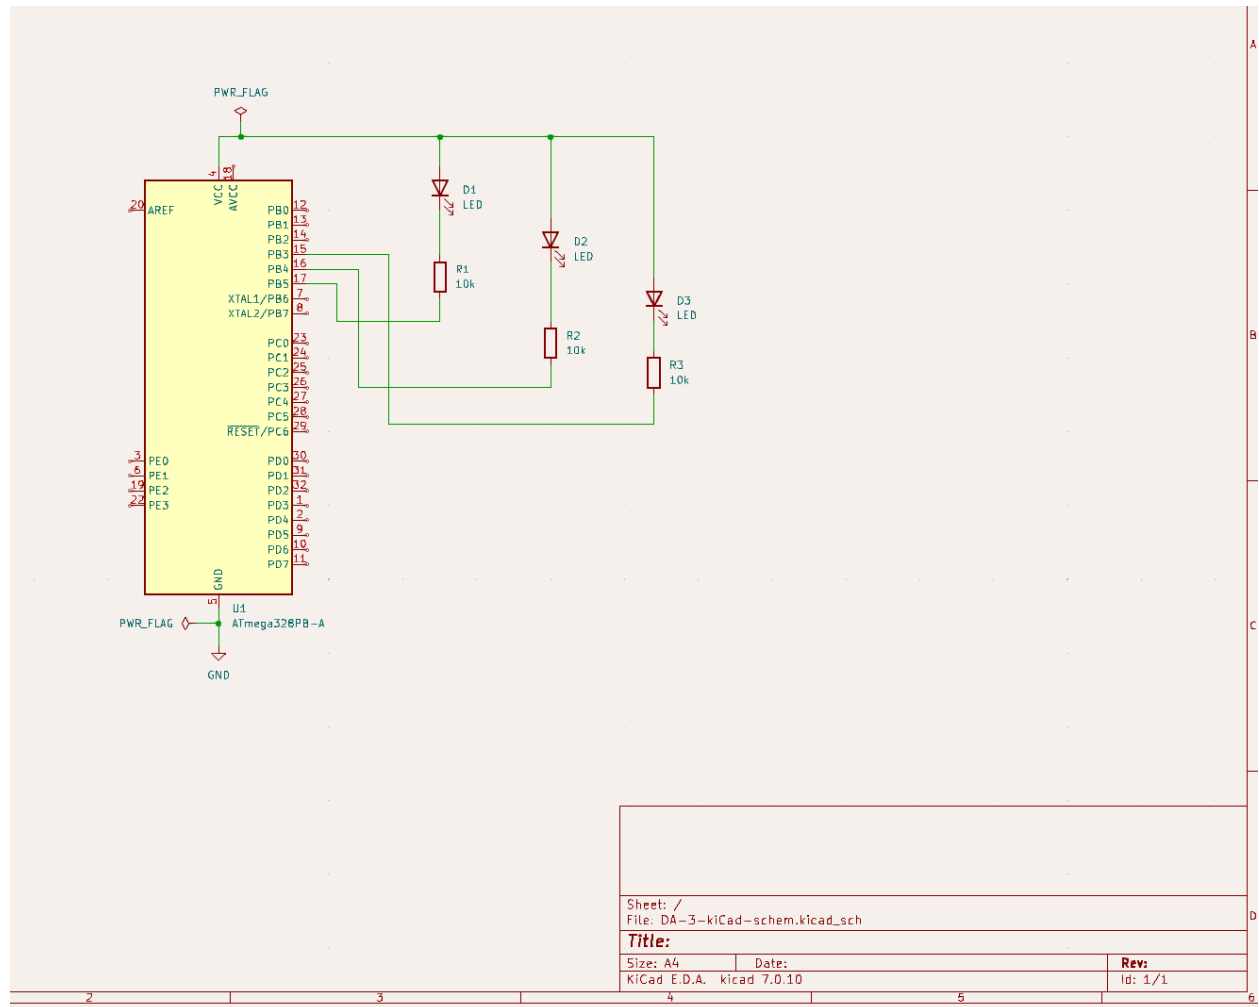 PWR_FLAG
4
18
VCC
AVCC
20
AREF
PB0
12
PB1
13
PB2
14
PB3
15
PB4
16
PB5
17
XTAL1/PB6
7
XTAL2/PB7
8
PC0
23
PC1
24
PC2
25
PC3
26
PC4
27
PC5
28
RESET/PC6
29
3
PE0
6
PE1
19
PE2
22
PE3
PD0
30
PD1
31
PD2
32
PD3
1
PD4
2
PD5
9
PD6
10
PD7
11
GND
5
U1
ATmega328PB-A
PWR_FLAG
GND
D1
LED
R1
10k
D2
LED
R2
10k
D3
LED
R3
10k
A
B
C
D
Sheet: /
File: DA-3-kiCad-schem.kicad_sch
Title:
Size: A4 Date: Rev:
KiCad E.D.A. kicad 7.0.10 Id: 1/1
2 3 4 5 6